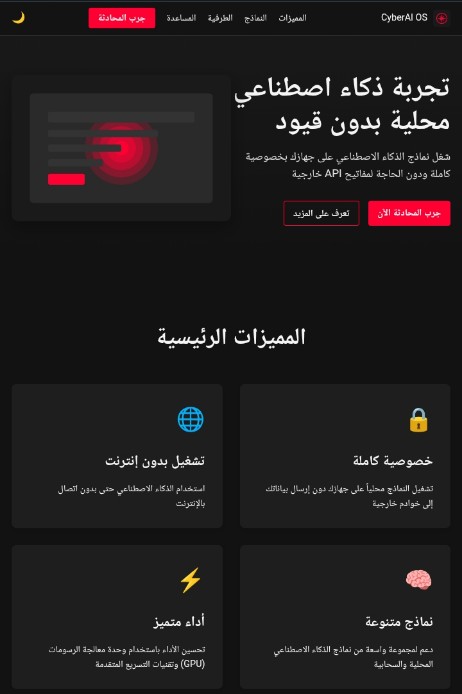 CyberAI OS
المميزات
النماذج
الطرفية
المساعدة
جرب المحادثة
تجربة ذكاء اصطناعي
محلية بدون قيود
شغل نماذج الذكاء الاصطناعي على جهازك بخصوصية
كاملة ودون الحاجة لمفاتيح API خارجية
جرب المحادثة الآن
تعرف على المزيد
المميزات الرئيسية
خصوصية كاملة
تشغيل النماذج محلياً على جهازك دون إرسال بياناتك
إلى خوادم خارجية
تشغيل بدون إنترنت
استخدام الذكاء الاصطناعي حتى بدون اتصال
بالإنترنت
نماذج متنوعة
دعم لمجموعة واسعة من نماذج الذكاء الاصطناعي
المحلية والسحابية
أداء متميز
تحسين الأداء باستخدام وحدة معالجة الرسومات
(GPU) وتقنيات التسريع المتقدمة